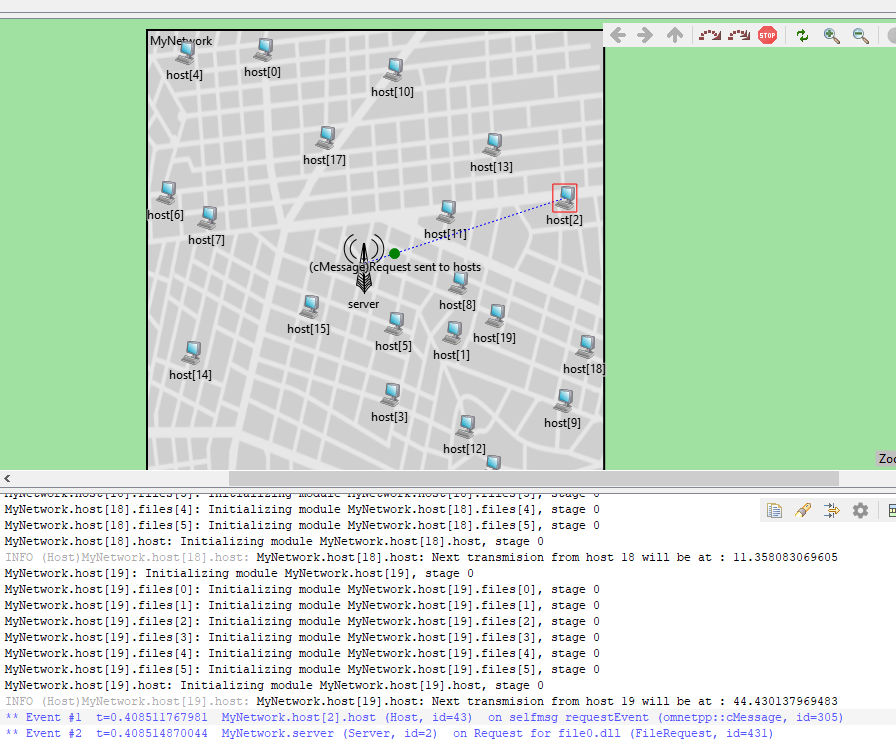 MyNetwork
STOP
host[4]
host[0]
host[10]
host[17]
host[13]
host[6]
host[7]
host[11]
host[2]
(cMessage)Request sent to hosts
server
host[8]
host[15]
host[5]
host[19]
host[1]
host[14]
host[18]
host[3]
host[9]
host[12]
Zoo
MyNetwork.host[18].files[3]: Initializing module MyNetwork.host[18].files[3], stage 0
MyNetwork.host[18].files[4]: Initializing module MyNetwork.host[18].files[4], stage 0
MyNetwork.host[18].files[5]: Initializing module MyNetwork.host[18].files[5], stage 0
MyNetwork.host[18].host: Initializing module MyNetwork.host[18].host, stage 0
INFO (Host)MyNetwork.host[18].host: MyNetwork.host[18].host: Next transmision from host 18 will be at : 11.358083069605
MyNetwork.host[19]: Initializing module MyNetwork.host[19], stage 0
MyNetwork.host[19].files[0]: Initializing module MyNetwork.host[19].files[0], stage 0
MyNetwork.host[19].files[1]: Initializing module MyNetwork.host[19].files[1], stage 0
MyNetwork.host[19].files[2]: Initializing module MyNetwork.host[19].files[2], stage 0
MyNetwork.host[19].files[3]: Initializing module MyNetwork.host[19].files[3], stage 0
MyNetwork.host[19].files[4]: Initializing module MyNetwork.host[19].files[4], stage 0
MyNetwork.host[19].files[5]: Initializing module MyNetwork.host[19].files[5], stage 0
MyNetwork.host[19].host: Initializing module MyNetwork.host[19].host, stage 0
INFO (Host)MyNetwork.host[19].host: MyNetwork.host[19].host: Next transmision from host 19 will be at : 44.430137969483
** Event #1 t=0.408511767981 MyNetwork.host[2].host (Host, id=43) on selfmsg requestEvent (omnetpp::cMessage, id=305)
** Event #2 t=0.408514870044 MyNetwork.server (Server, id=2) on Request for file0.dll (FileRequest, id=431)